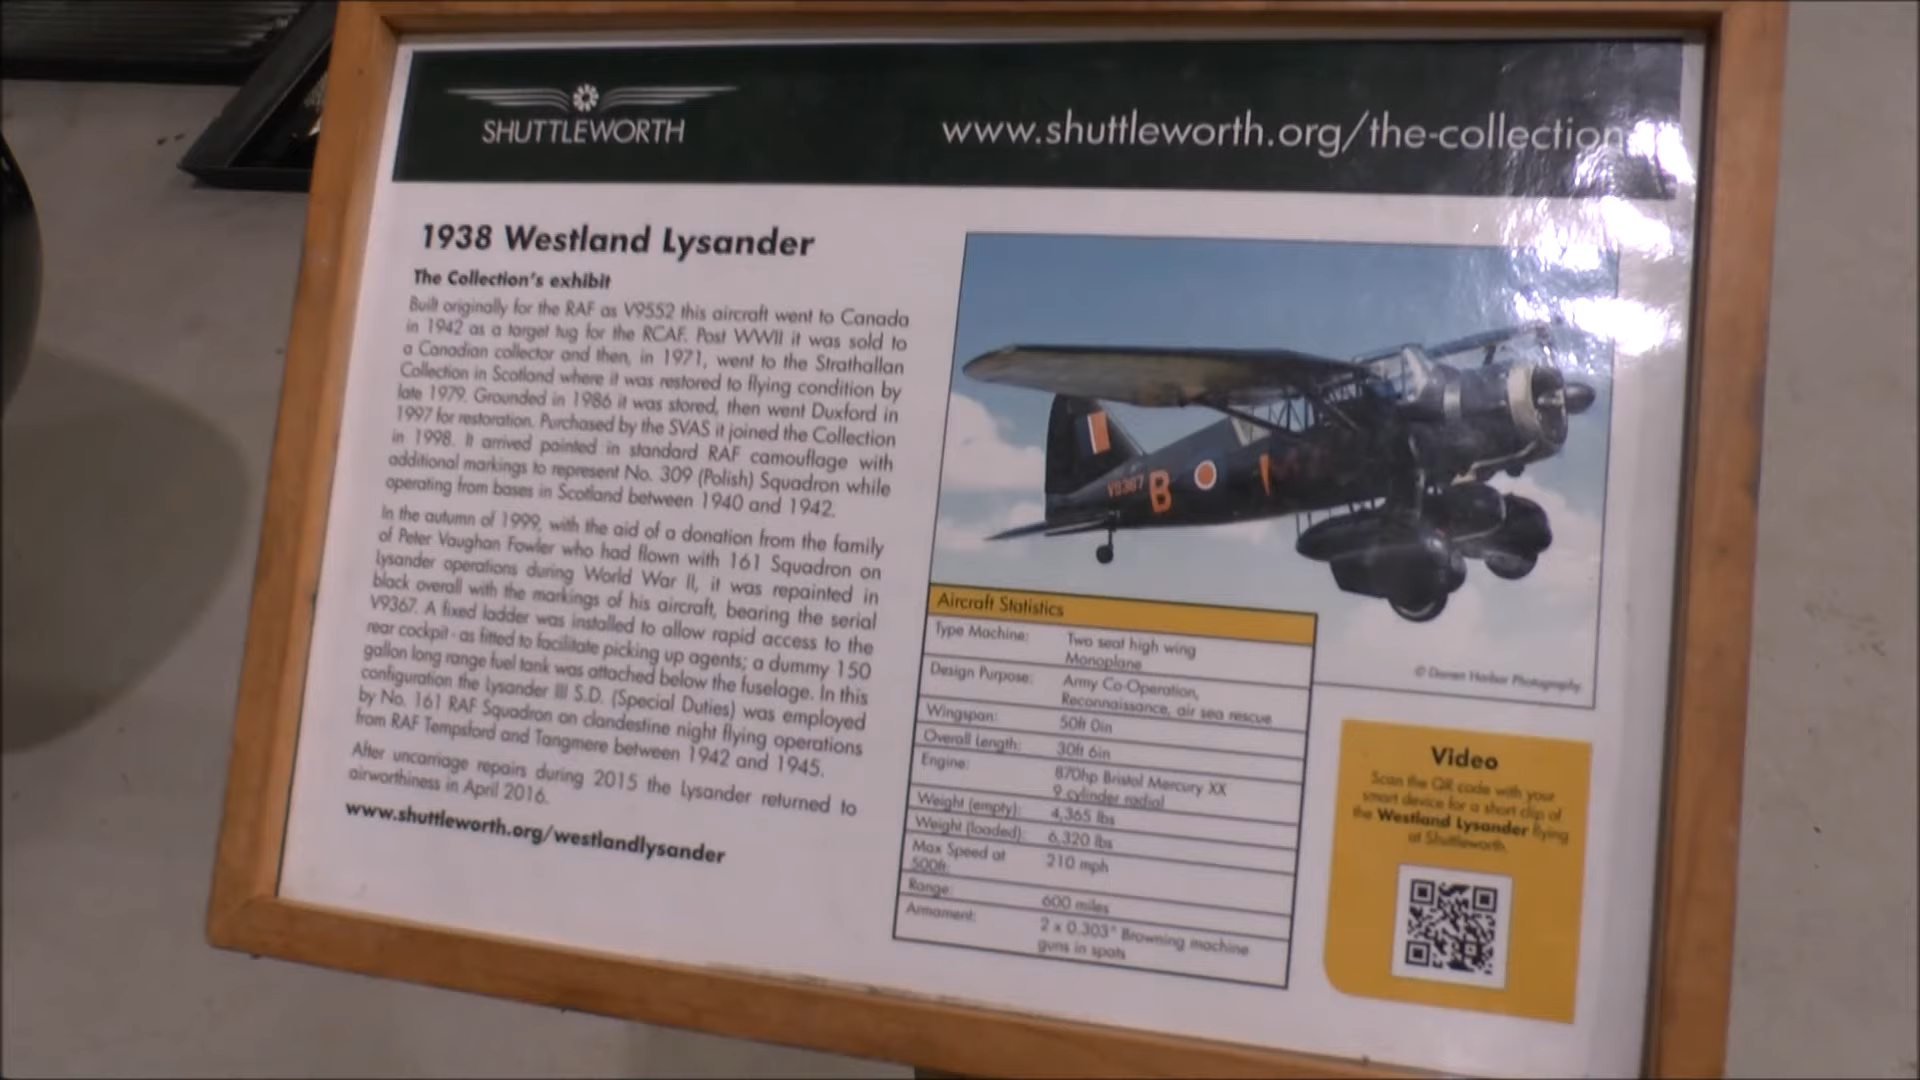 SHUTTLEWORTH
www.shuttleworth.org/the-collection
1938 Westland Lysander
The Collection's exhibit
Built originally for the RAF as V9552 this aircraft went to Canada
in 1942 as a target tug for the RCAF. Post WWII it was sold to
a Canadian collector and then, in 1971, went to the Strathallan
Collection in Scotland where it was restored to flying condition by
late 1979. Grounded in 1986 it was stored, then went Duxford in
1997 for restoration. Purchased by the SVAS it joined the Collection
in 1998. It arrived painted in standard RAF camouflage with
additional markings to represent No. 309 (Polish) Squadron while
operating from bases in Scotland between 1940 and 1942.
In the autumn of 1999, with the aid of a donation from the family
of Peter Vaughan Fowler who had flown with 161 Squadron on
Lysander operations during World War II, it was repainted in
black overall with the markings of his aircraft, bearing the serial
V9367. A fixed ladder was installed to allow rapid access to the
rear cockpit - as fitted to facilitate picking up agents; a dummy 150
gallon long range fuel tank was attached below the fuselage. In this
configuration the Lysander III S.D. (Special Duties) was employed
by No. 161 RAF Squadron on clandestine night flying operations
from RAF Tempsford and Tangmere between 1942 and 1945.
After uncarriage repairs during 2015 the Lysander returned to
airworthiness in April 2016.
www.shuttleworth.org/westlandlysander
V9367 B
© Darren Harbar Photography
Aircraft Statistics
Type Machine: Two seat high wing
Monoplane
Design Purpose: Army Co-Operation,
Reconnaissance, air sea rescue
Wingspan: 50ft 0in
Overall Length: 30ft 6in
Engine: 870hp Bristol Mercury XX
9 cylinder radial
Weight (empty): 4,365 lbs
Weight (loaded): 6,320 lbs
Max Speed at 210 mph
500ft:
Range: 600 miles
Armament: 2 x 0.303" Browning machine
guns in spats
Video
Scan the QR code with your
smart device for a short clip of
the Westland Lysander flying
at Shuttleworth.